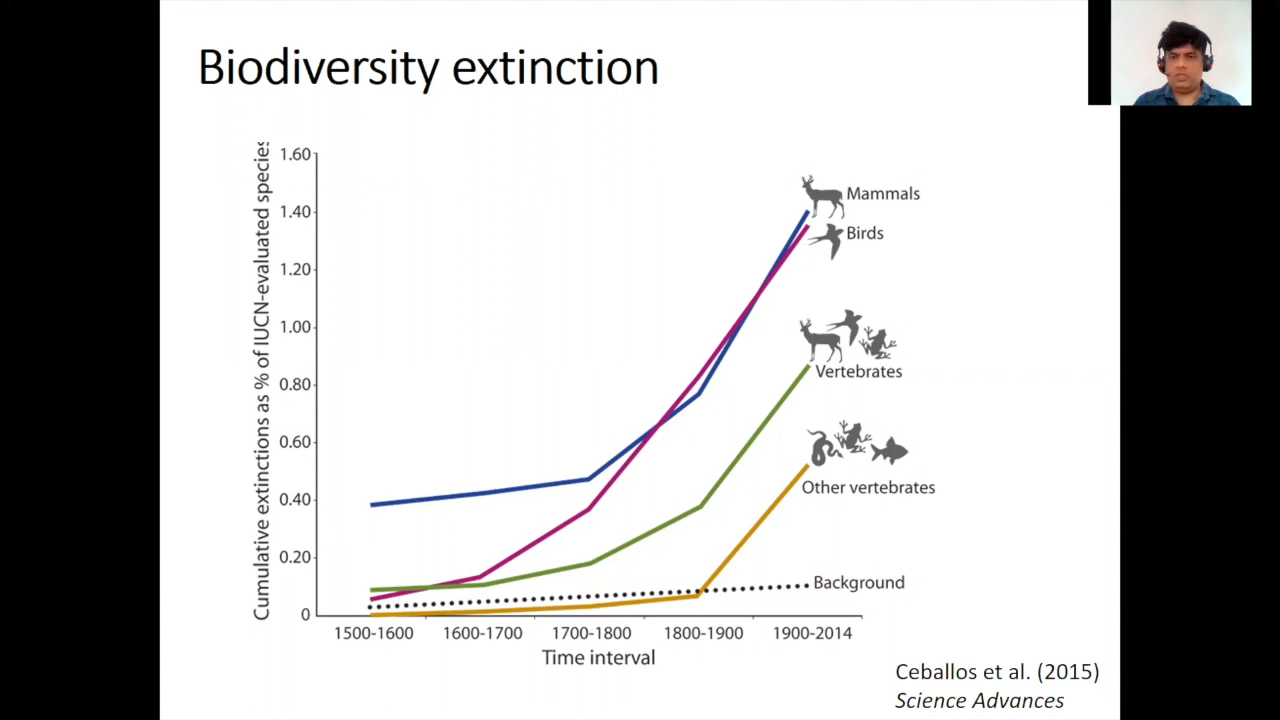 Biodiversity extinction
Cumulative extinctions as % of IUCN-evaluated species
1.60
1.40
1.20
1.00
0.80
0.60
0.40
0.20
0
Mammals
Birds
Vertebrates
Other vertebrates
Background
1500-1600 1600-1700 1700-1800 1800-1900 1900-2014
Time interval
Ceballos et al. (2015)
Science Advances